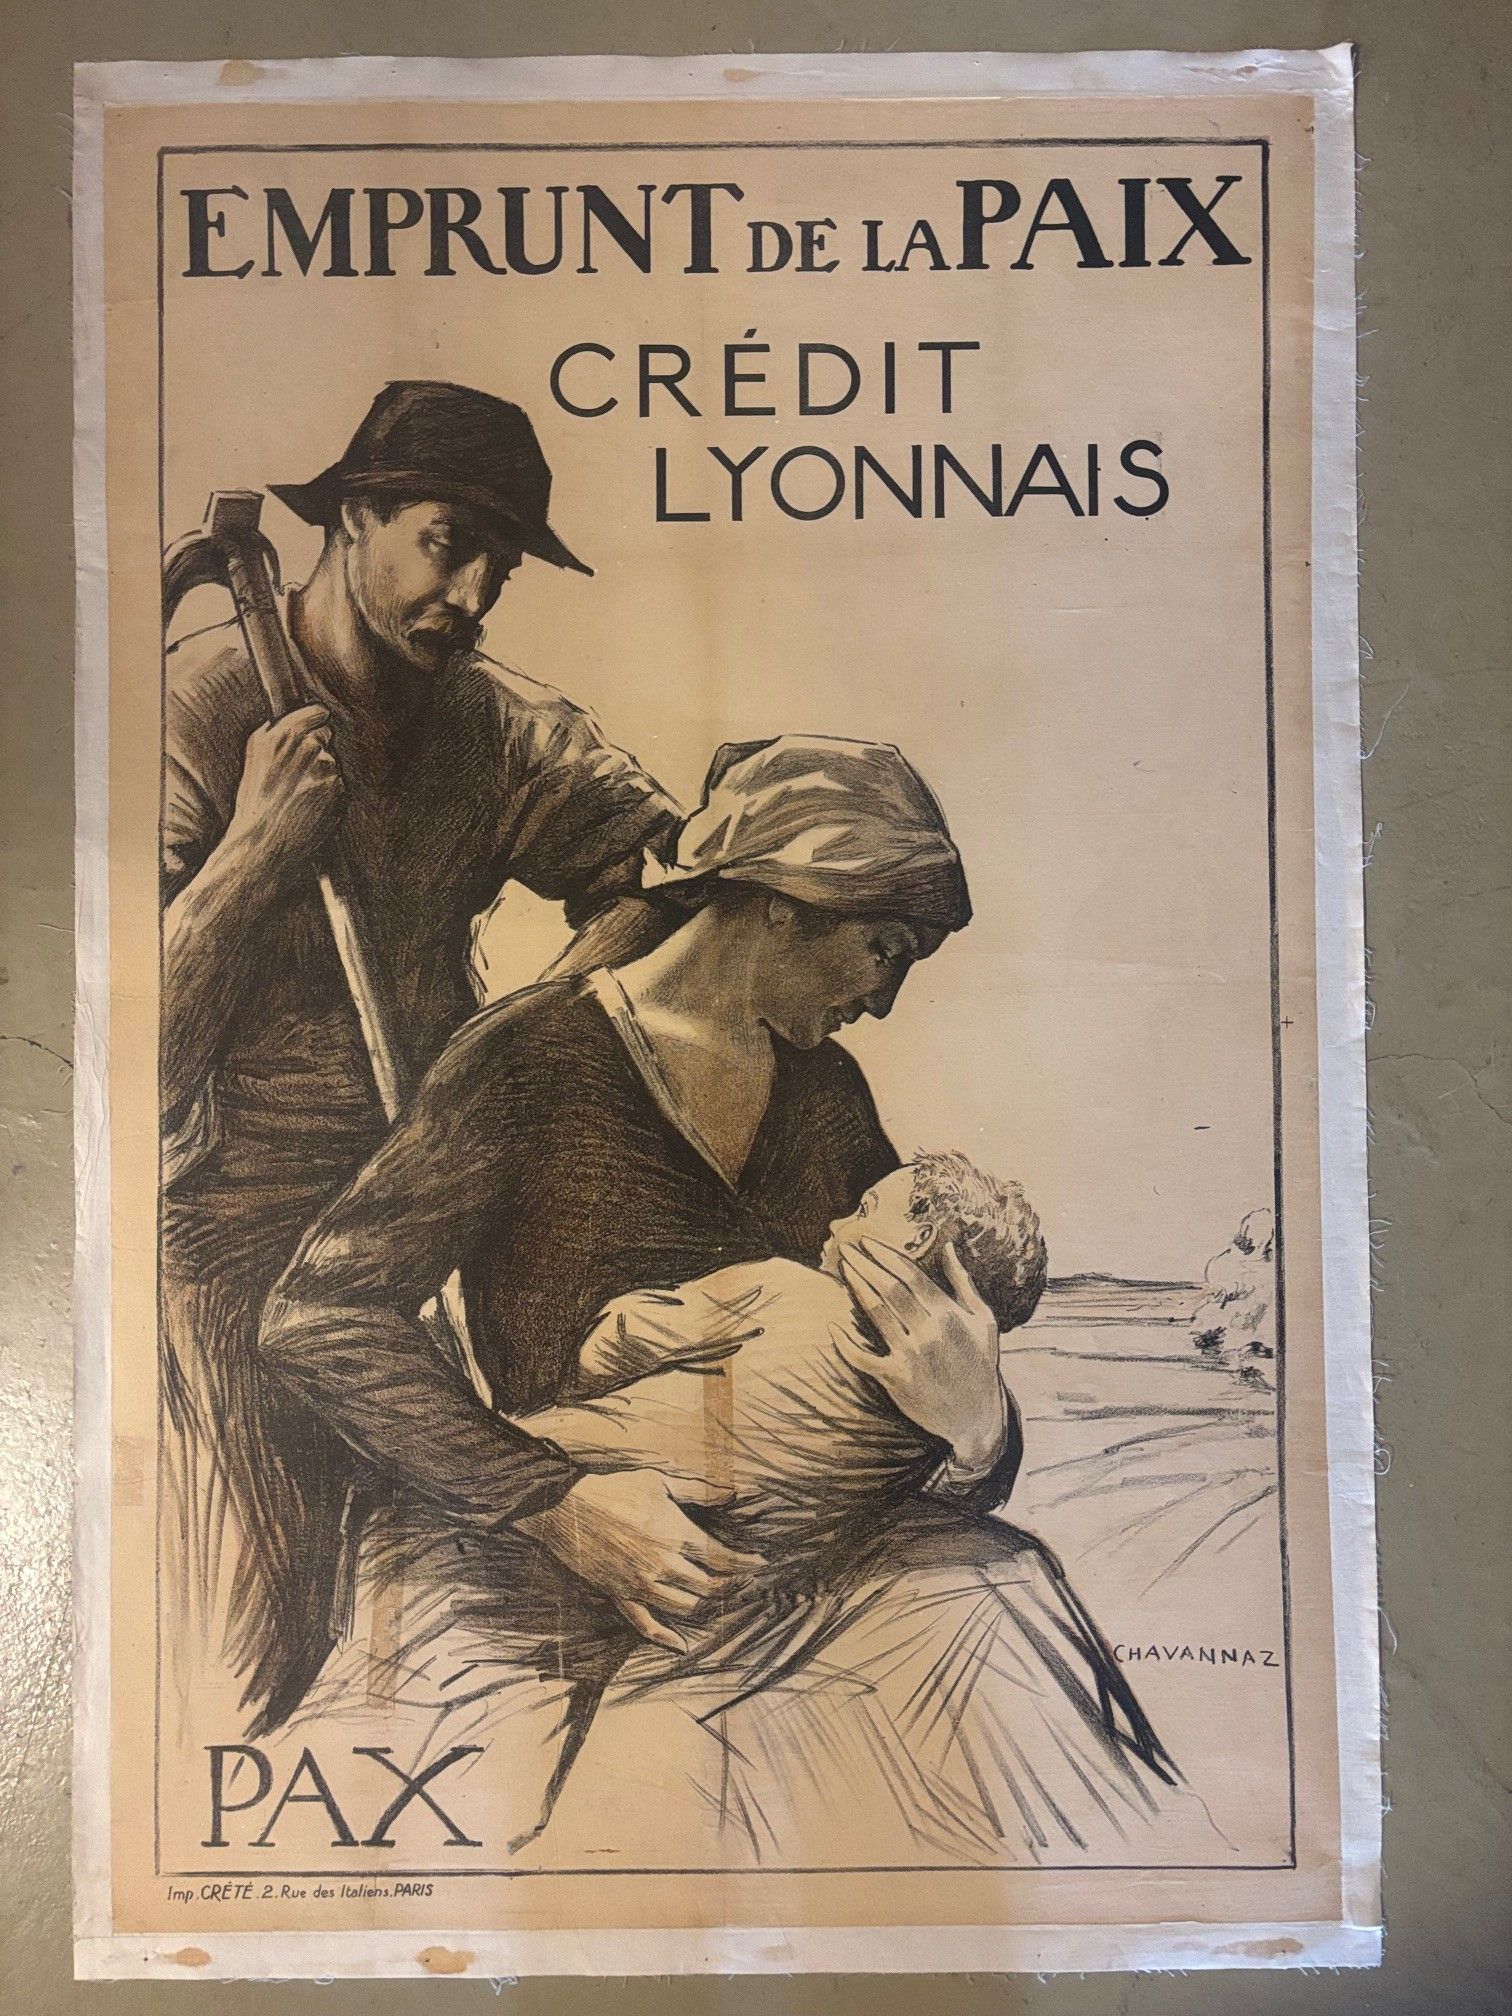 EMPRUNT DE LA PAIX
CRÉDIT
LYONNAIS
CHAVANNAZ
PAX
Imp. CRÉTÉ. 2. Rue des Italiens. PARIS